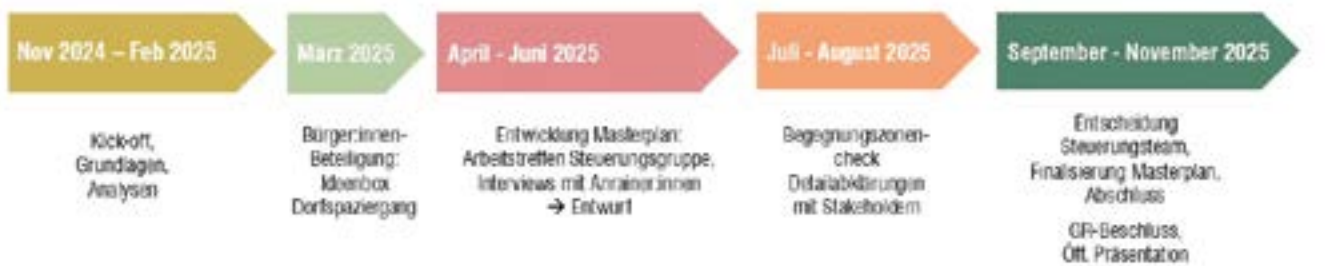 Nov 2024 – Feb 2025
März 2025
April - Juni 2025
Juli - August 2025
September - November 2025
Kick-off,
Grundlagen,
Analysen
Bürger:innen-
Beteiligung:
Ideenbox
Dorfspaziergang
Entwicklung Masterplan:
Arbeitstreffen Steuerungsgruppe,
Interviews mit Anrainer:innen
→ Entwurf
Begegnungszonen-
check
Detailabklärungen
mit Stakeholdern
Entscheidung
Steuerungsteam,
Finalisierung Masterplan,
Abschluss
GR-Beschluss,
Öff. Präsentation